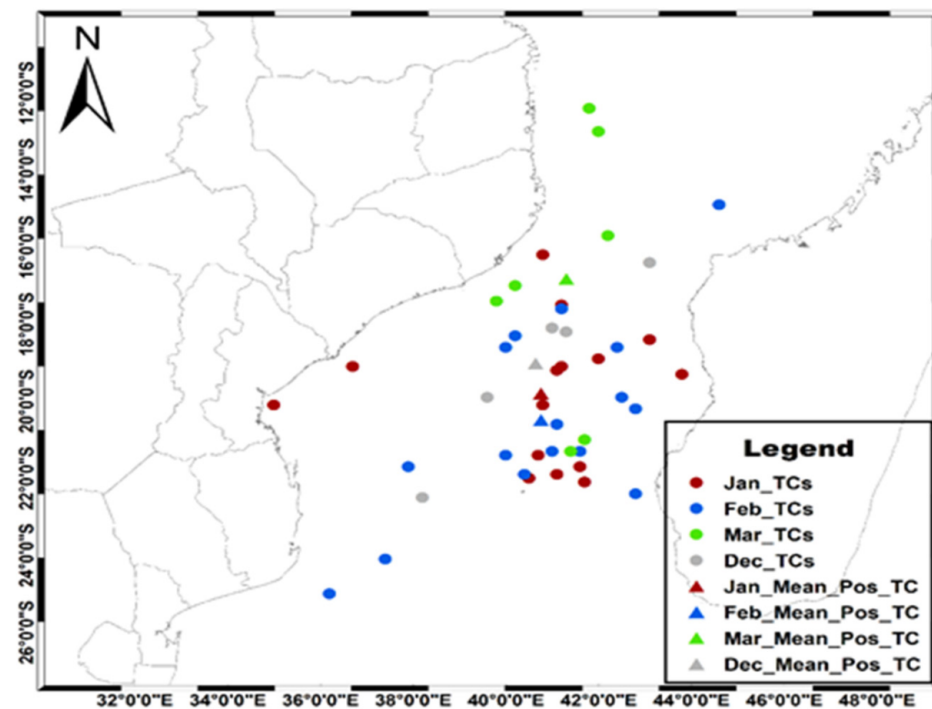 N
12°0'0"S
14°0'0"S
16°0'0"S
18°0'0"S
20°0'0"S
22°0'0"S
24°0'0"S
26°0'0"S
Legend
Jan_TCs
Feb_TCs
Mar_TCs
Dec_TCs
Jan_Mean_Pos_TC
Feb_Mean_Pos_TC
Mar_Mean_Pos_TC
Dec_Mean_Pos_TC
32°0'0"E 34°0'0"E 36°0'0"E 38°0'0"E 40°0'0"E 42°0'0"E 44°0'0"E 46°0'0"E 48°0'0"E